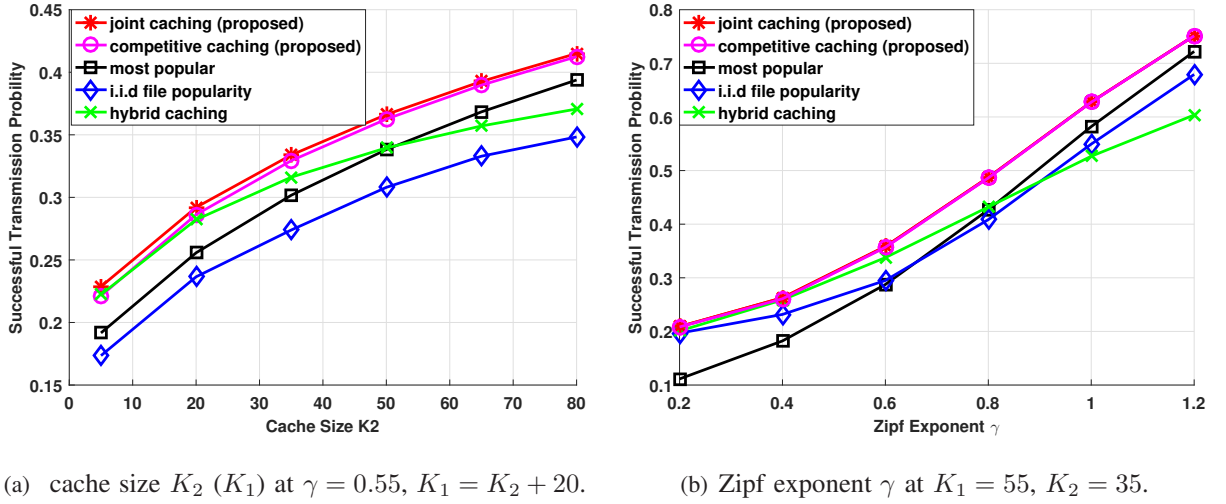 joint caching (proposed)
competitive caching (proposed)
most popular
i.i.d file popularity
hybrid caching
Successful Transmission Probility
0.4
0.35
0.3
0.25
0.2
0.15
0 10 20 30 40 50 60 70 80
Cache Size K2
joint caching (proposed)
competitive caching (proposed)
most popular
i.i.d file popularity
hybrid caching
Successful Transmission Probility
0.8
0.7
0.6
0.5
0.4
0.3
0.2
0.1
0.2 0.4 0.6 0.8 1 1.2
Zipf Exponent γ
(a) cache size K₂ (K₁) at γ = 0.55, K₁ = K₂ + 20.
(b) Zipf exponent γ at K₁ = 55, K₂ = 35.